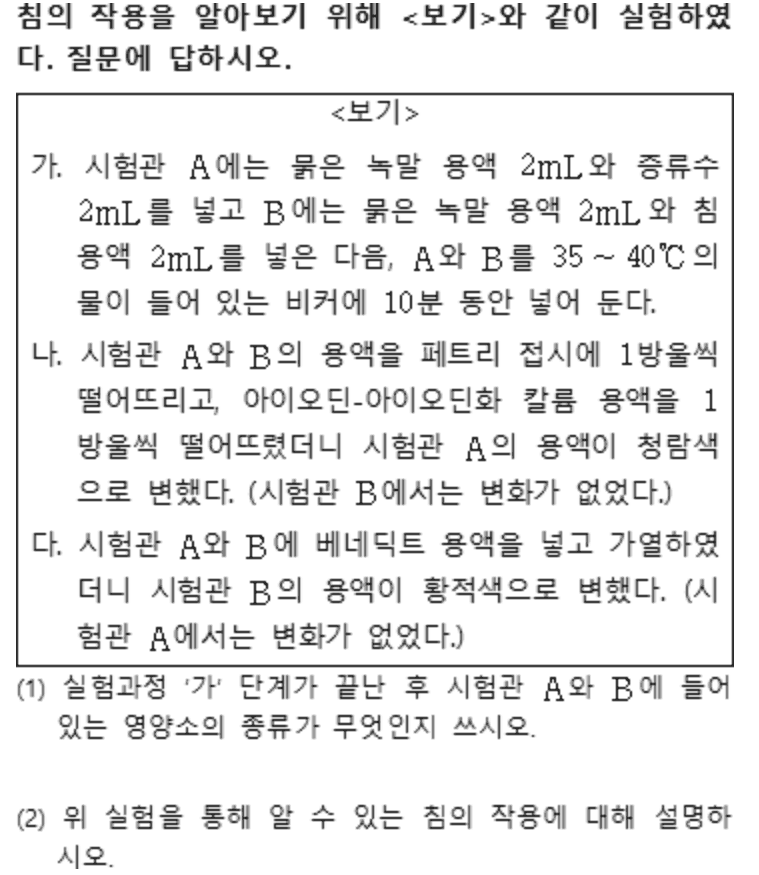 침의 작용을 알아보기 위해 <보기>와 같이 실험하였
다. 질문에 답하시오.
<보기>
가. 시험관 A에는 묽은 녹말 용액 2mL와 증류수
2mL를 넣고 B에는 묽은 녹말 용액 2mL와 침
용액 2mL를 넣은 다음, A와 B를 35 ~ 40℃의
물이 들어 있는 비커에 10분 동안 넣어 둔다.
나. 시험관 A와 B의 용액을 페트리 접시에 1방울씩
떨어뜨리고, 아이오딘-아이오딘화 칼륨 용액을 1
방울씩 떨어뜨렸더니 시험관 A의 용액이 청람색
으로 변했다. (시험관 B에서는 변화가 없었다.)
다. 시험관 A와 B에 베네딕트 용액을 넣고 가열하였
더니 시험관 B의 용액이 황적색으로 변했다. (시
험관 A에서는 변화가 없었다.)
(1) 실험과정 '가' 단계가 끝난 후 시험관 A와 B에 들어
있는 영양소의 종류가 무엇인지 쓰시오.
(2) 위 실험을 통해 알 수 있는 침의 작용에 대해 설명하
시오.